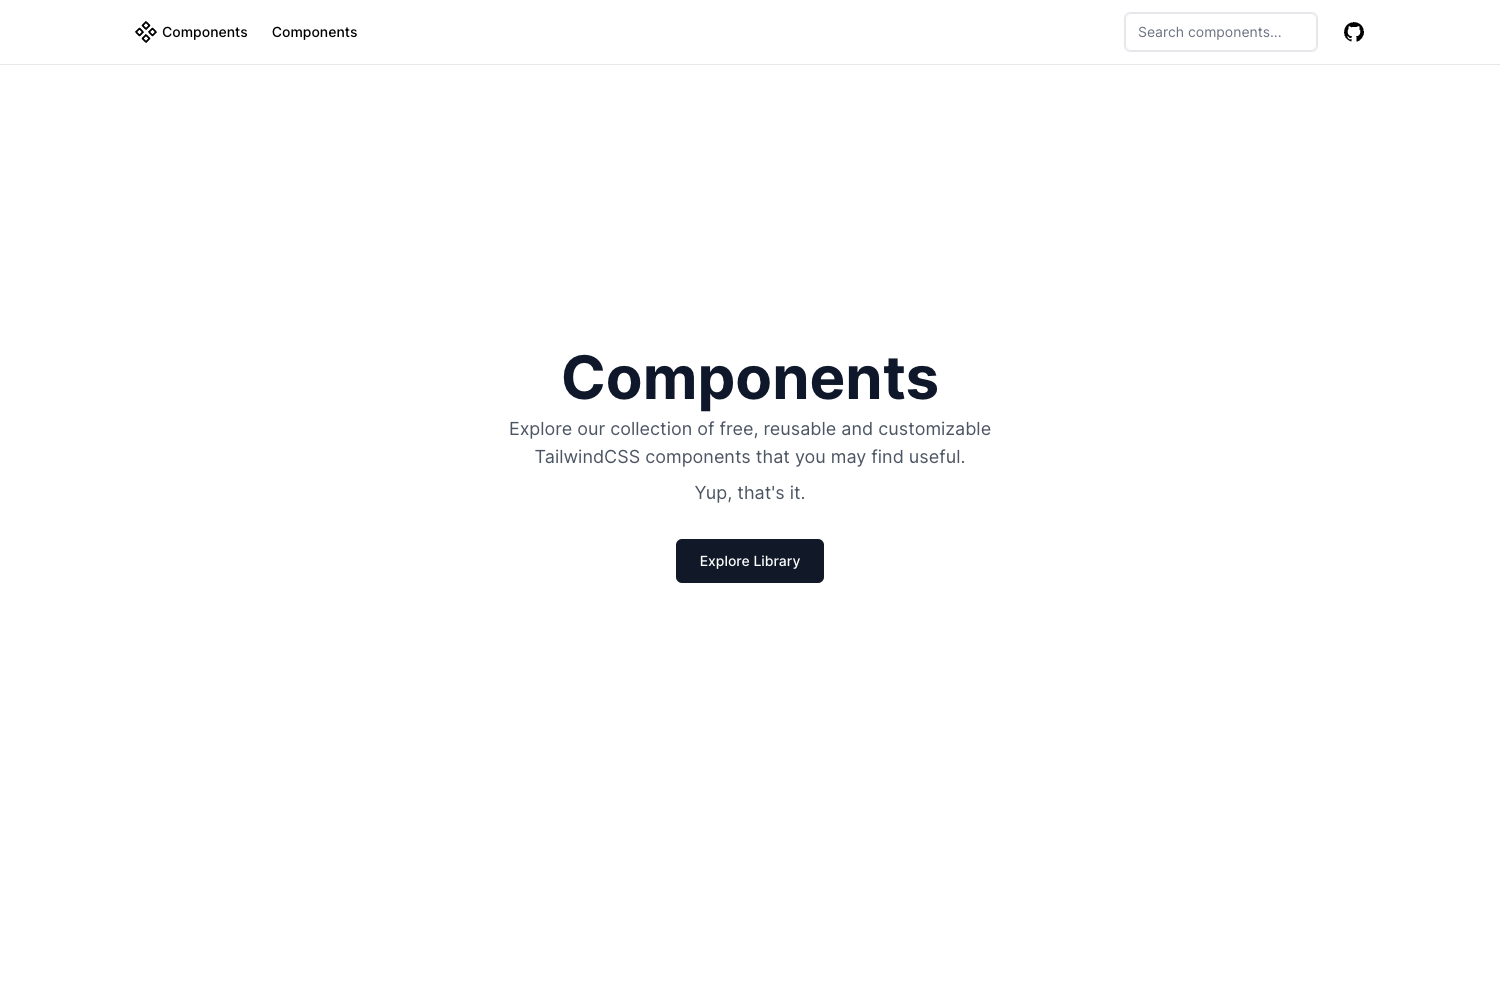 Components
Components
Search components...
Components
Explore our collection of free, reusable and customizable
TailwindCSS components that you may find useful.
Yup, that's it.
Explore Library